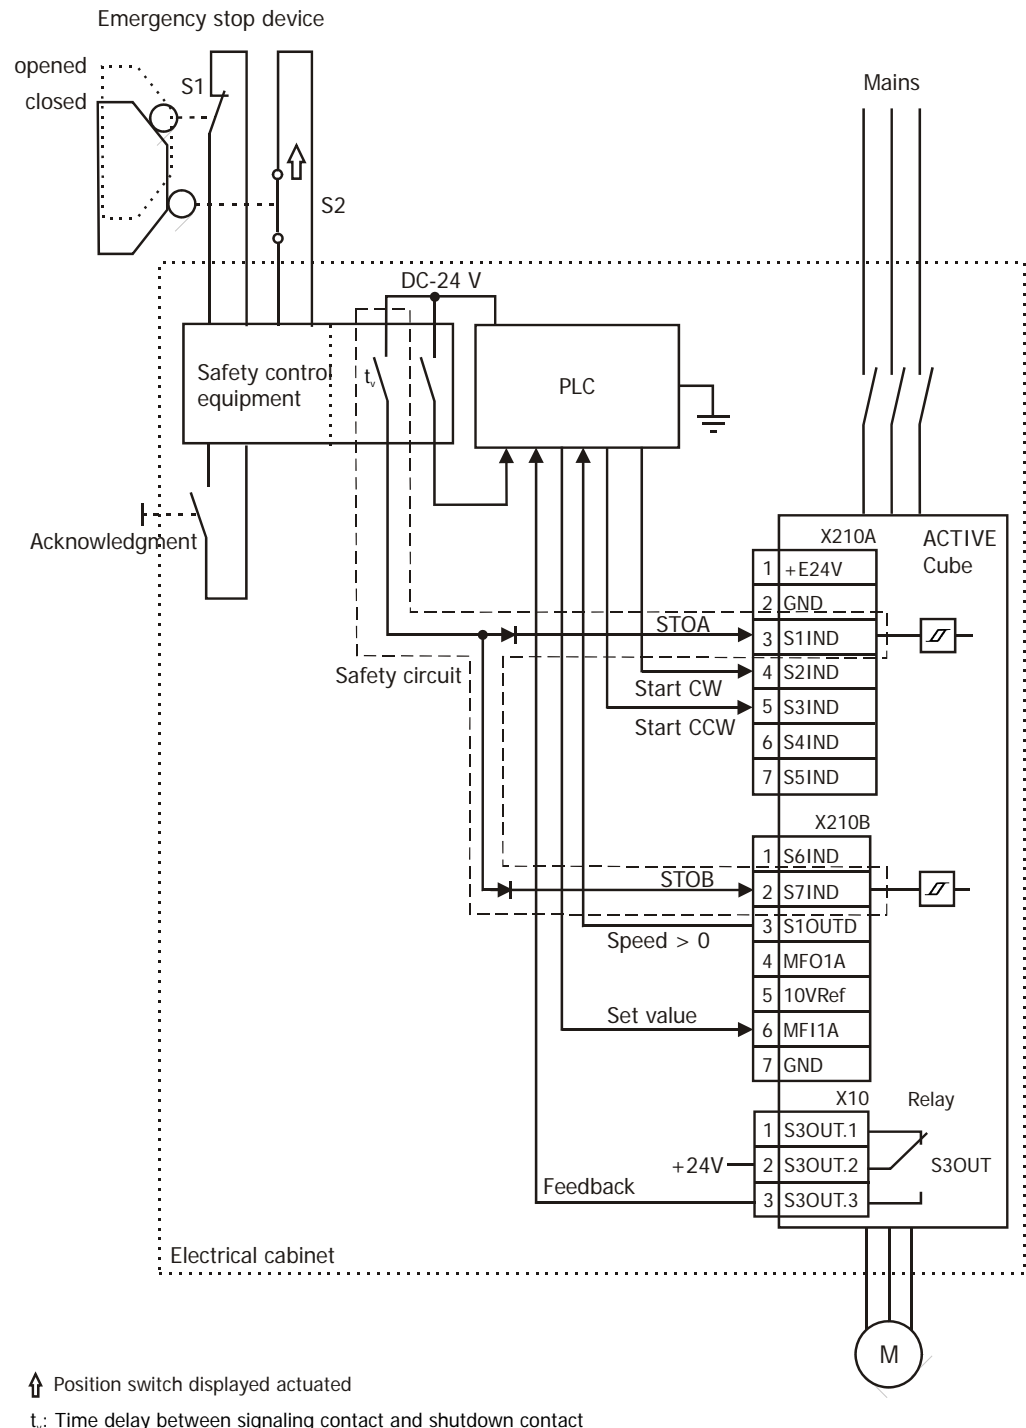 Emergency stop device
opened
closed
S1
Mains
S2
DC-24 V
Safety control
equipment
tv
PLC
Acknowledgment
X210A
ACTIVE
Cube
1 +E24V
2 GND
STOA
3 S1IND
Safety circuit
4 S2IND
Start CW
5 S3IND
Start CCW
6 S4IND
7 S5IND
X210B
1 S6IND
STOB
2 S7IND
3 S1OUTD
Speed > 0
4 MFO1A
5 10VRef
Set value
6 MFI1A
7 GND
X10
Relay
1 S3OUT.1
+24V
2 S3OUT.2
S3OUT
Feedback
3 S3OUT.3
Electrical cabinet
M
Position switch displayed actuated
tv: Time delay between signaling contact and shutdown contact